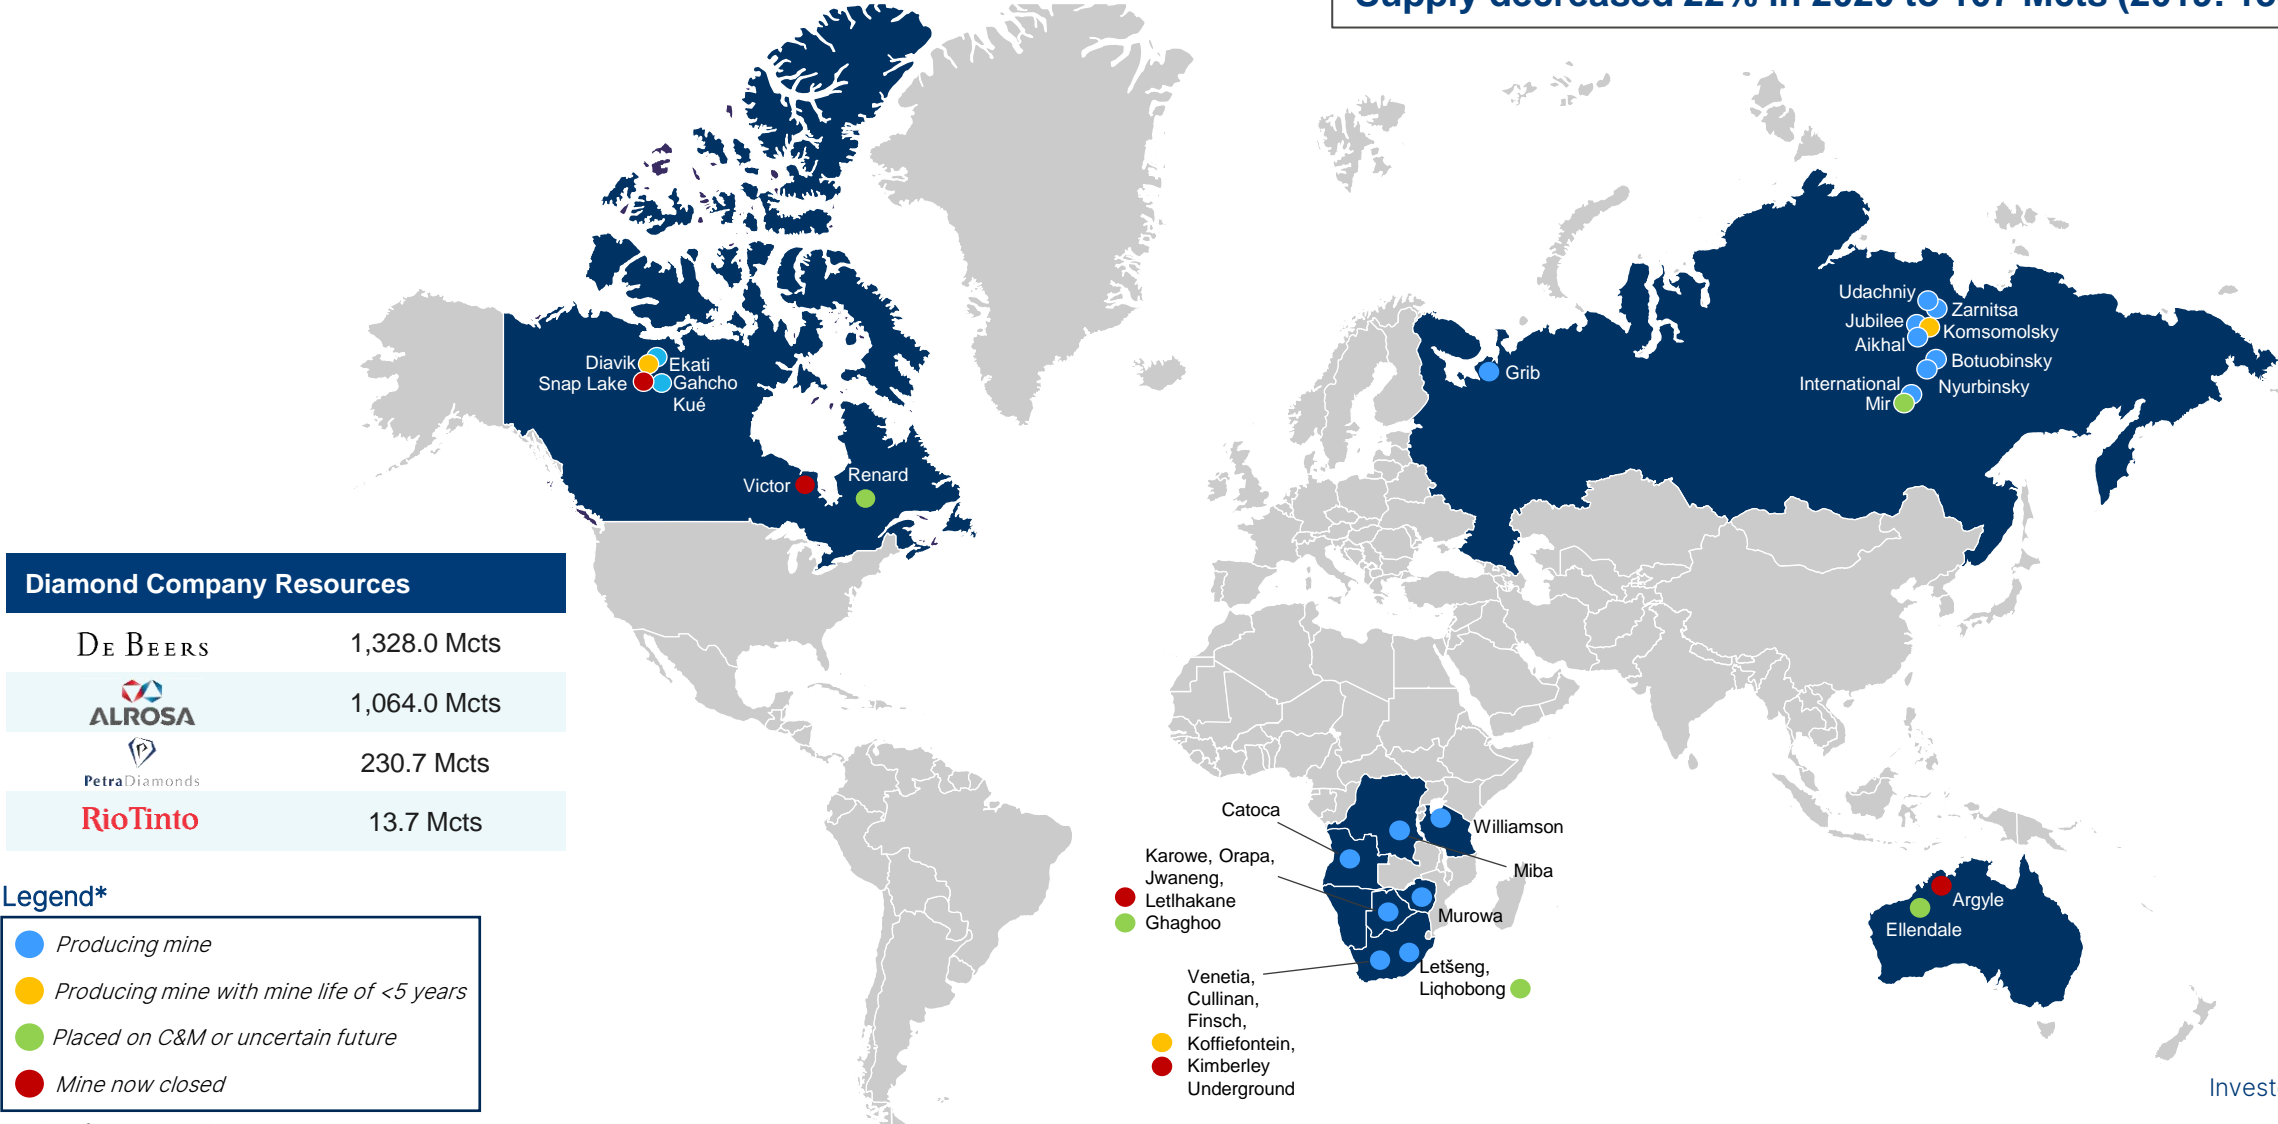 Diavik
Ekati
Snap Lake
Gahcho
Kué
Victor
Renard
Udachniy
Zarnitsa
Jubilee
Komsomolsky
Aikhal
Botuobinsky
International
Nyurbinsky
Mir
Grib
Diamond Company Resources
DE BEERS 1,328.0 Mcts
ALROSA 1,064.0 Mcts
PetraDiamonds 230.7 Mcts
RioTinto 13.7 Mcts
Catoca
Williamson
Miba
Karowe, Orapa,
Jwaneng,
Letlhakane
Ghaghoo
Murowa
Letšeng,
Liqhobong
Venetia,
Cullinan,
Finsch,
Koffiefontein,
Kimberley
Underground
Argyle
Ellendale
Legend*
Producing mine
Producing mine with mine life of <5 years
Placed on C&M or uncertain future
Mine now closed
Invest